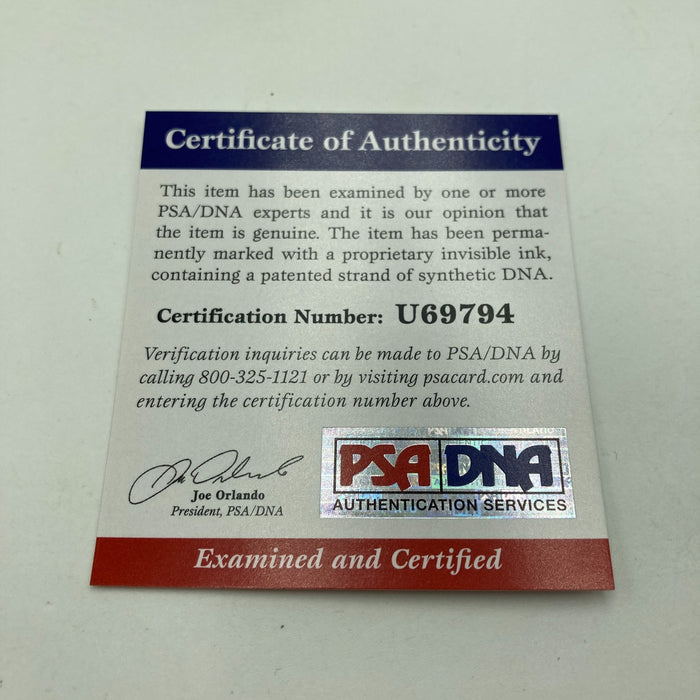 Certificate of Authenticity
This item has been examined by one or more
PSA/DNA experts and it is our opinion that
the item is genuine. The item has been perma-
nently marked with a proprietary invisible ink,
containing a patented strand of synthetic DNA.
Certification Number: U69794
Verification inquiries can be made to PSA/DNA by
calling 800-325-1121 or by visiting psacard.com and
entering the certification number above.
Joe Orlando
Joe Orlando
President, PSA/DNA
PSA DNA
AUTHENTICATION SERVICES
Examined and Certified